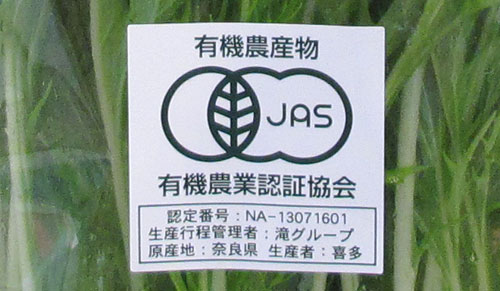 有機農産物
JAS
有機農業認証協会
認定番号：NA-13071601
生産行程管理者：滝グループ
原産地：奈良県 生産者：喜多